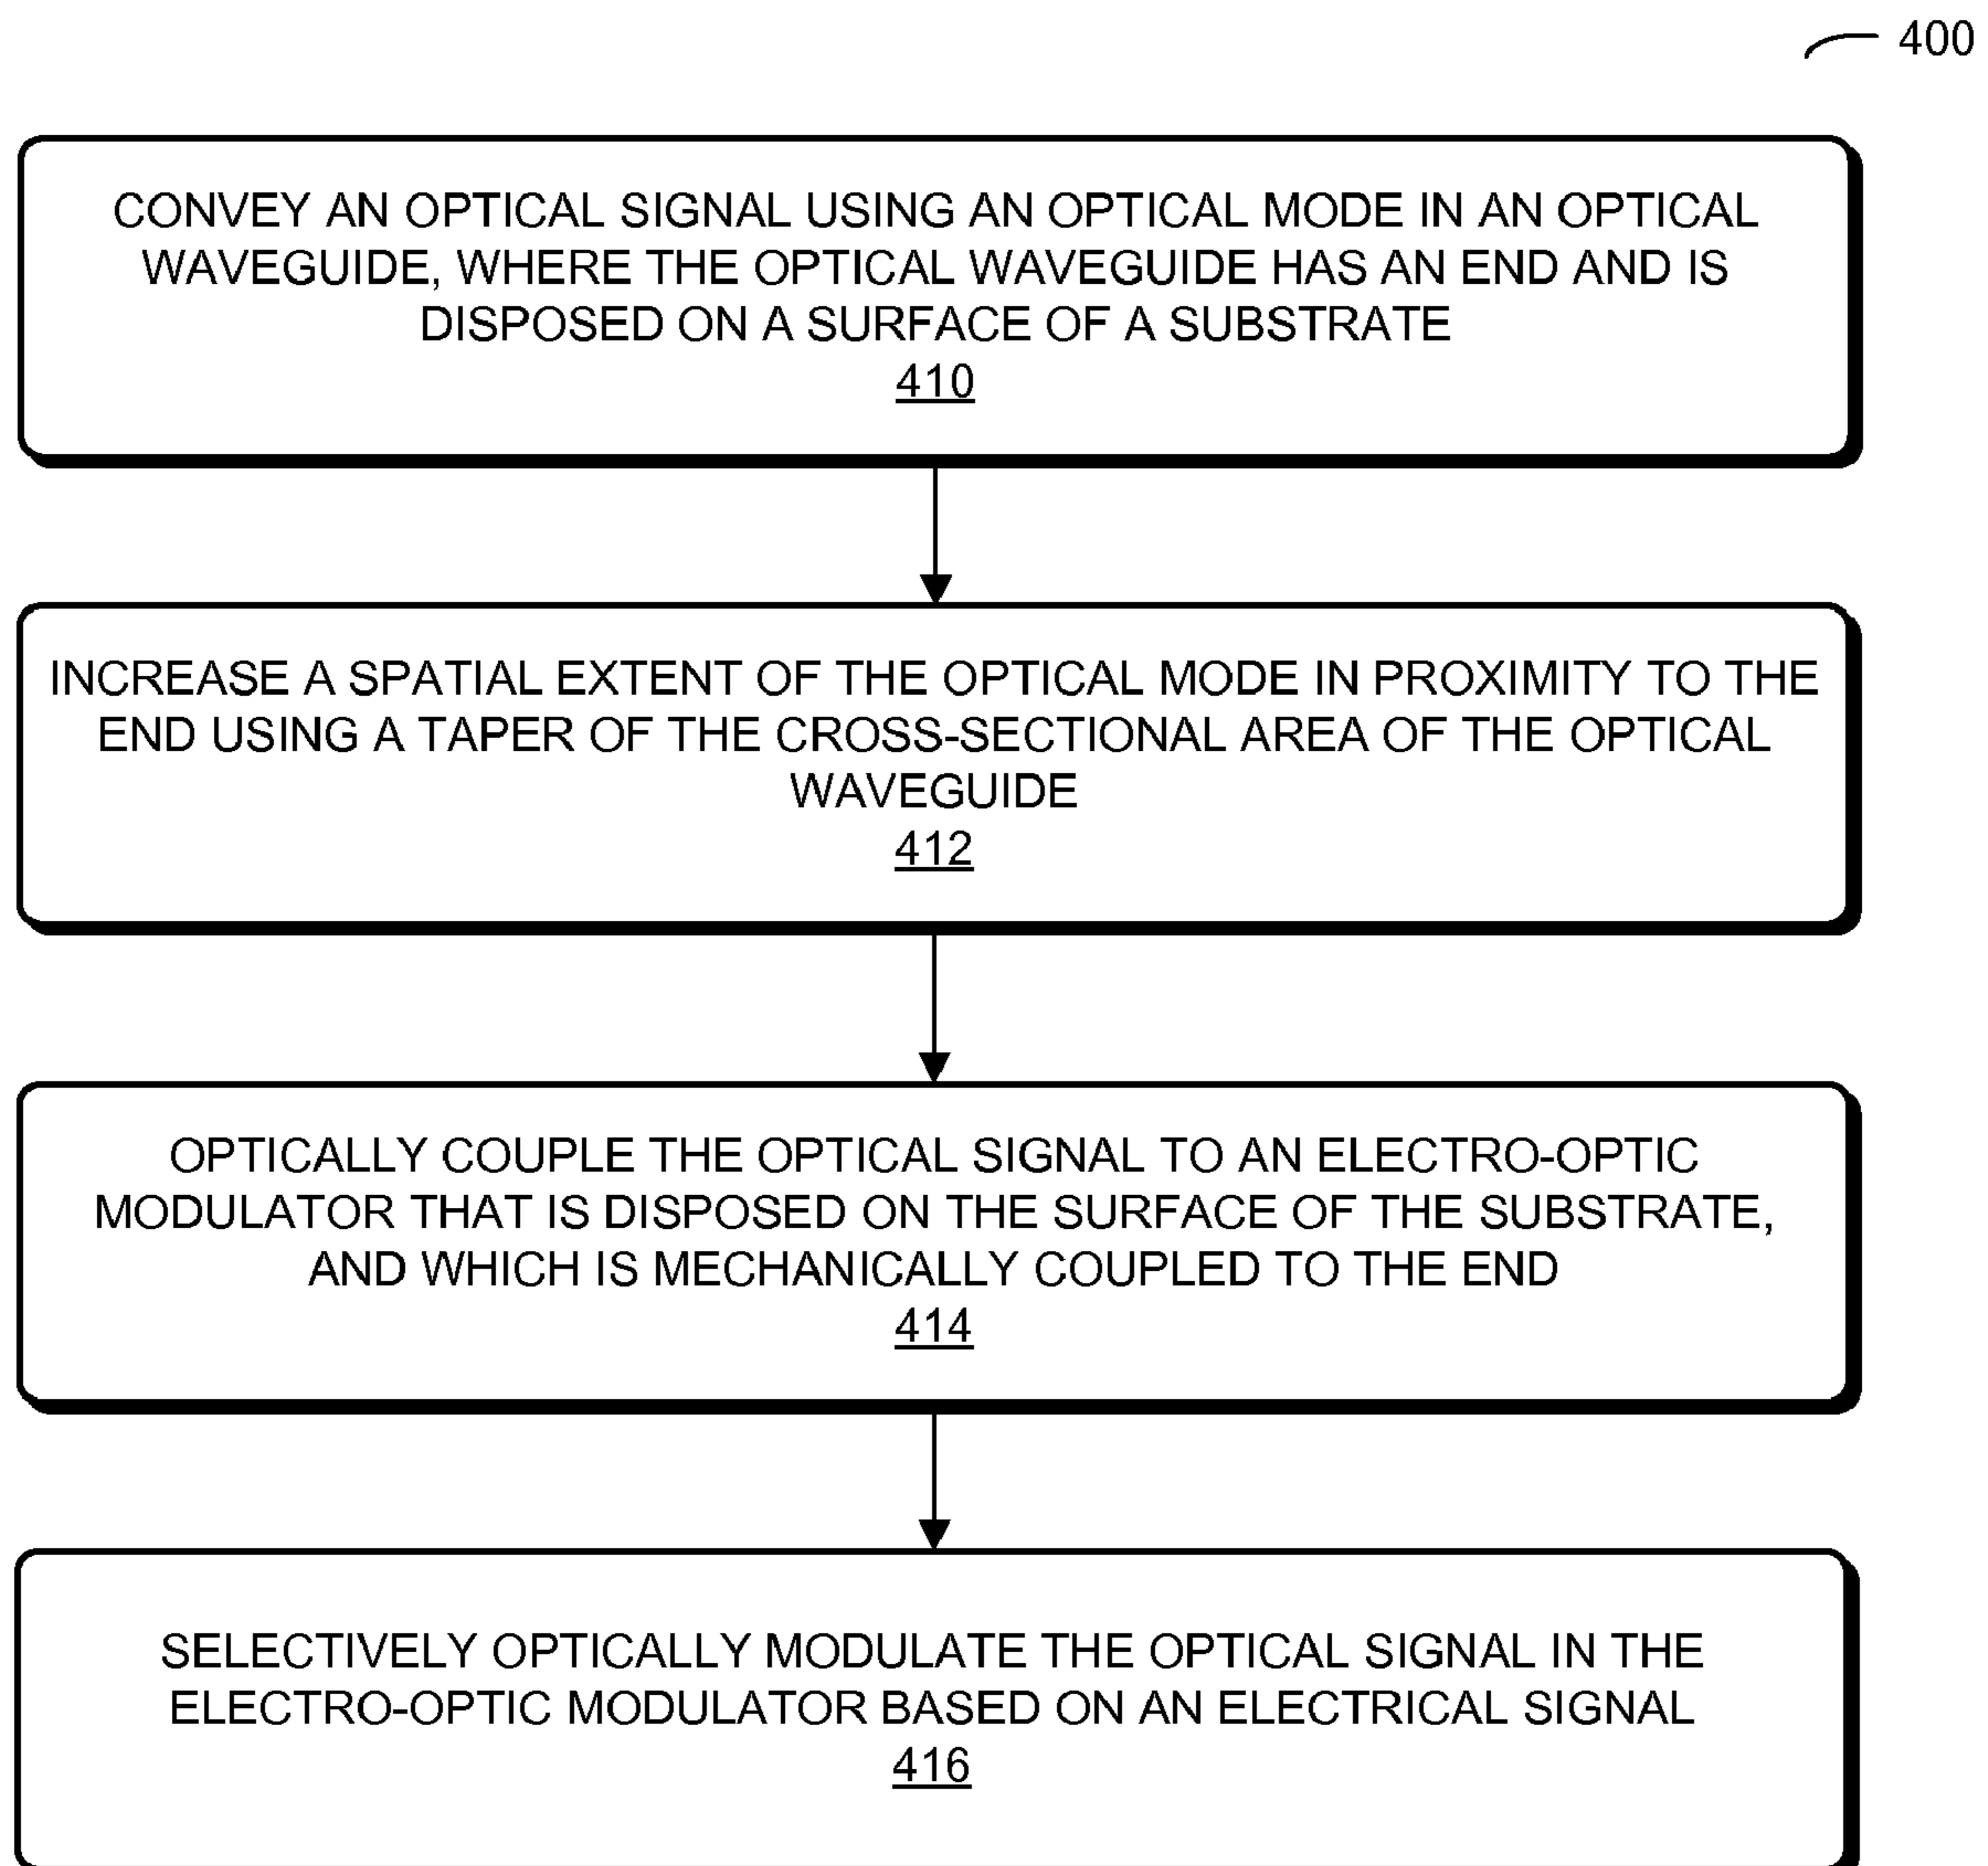 400
CONVEY AN OPTICAL SIGNAL USING AN OPTICAL MODE IN AN OPTICAL
WAVEGUIDE, WHERE THE OPTICAL WAVEGUIDE HAS AN END AND IS
DISPOSED ON A SURFACE OF A SUBSTRATE
410
INCREASE A SPATIAL EXTENT OF THE OPTICAL MODE IN PROXIMITY TO THE
END USING A TAPER OF THE CROSS-SECTIONAL AREA OF THE OPTICAL
WAVEGUIDE
412
OPTICALLY COUPLE THE OPTICAL SIGNAL TO AN ELECTRO-OPTIC
MODULATOR THAT IS DISPOSED ON THE SURFACE OF THE SUBSTRATE,
AND WHICH IS MECHANICALLY COUPLED TO THE END
414
SELECTIVELY OPTICALLY MODULATE THE OPTICAL SIGNAL IN THE
ELECTRO-OPTIC MODULATOR BASED ON AN ELECTRICAL SIGNAL
416